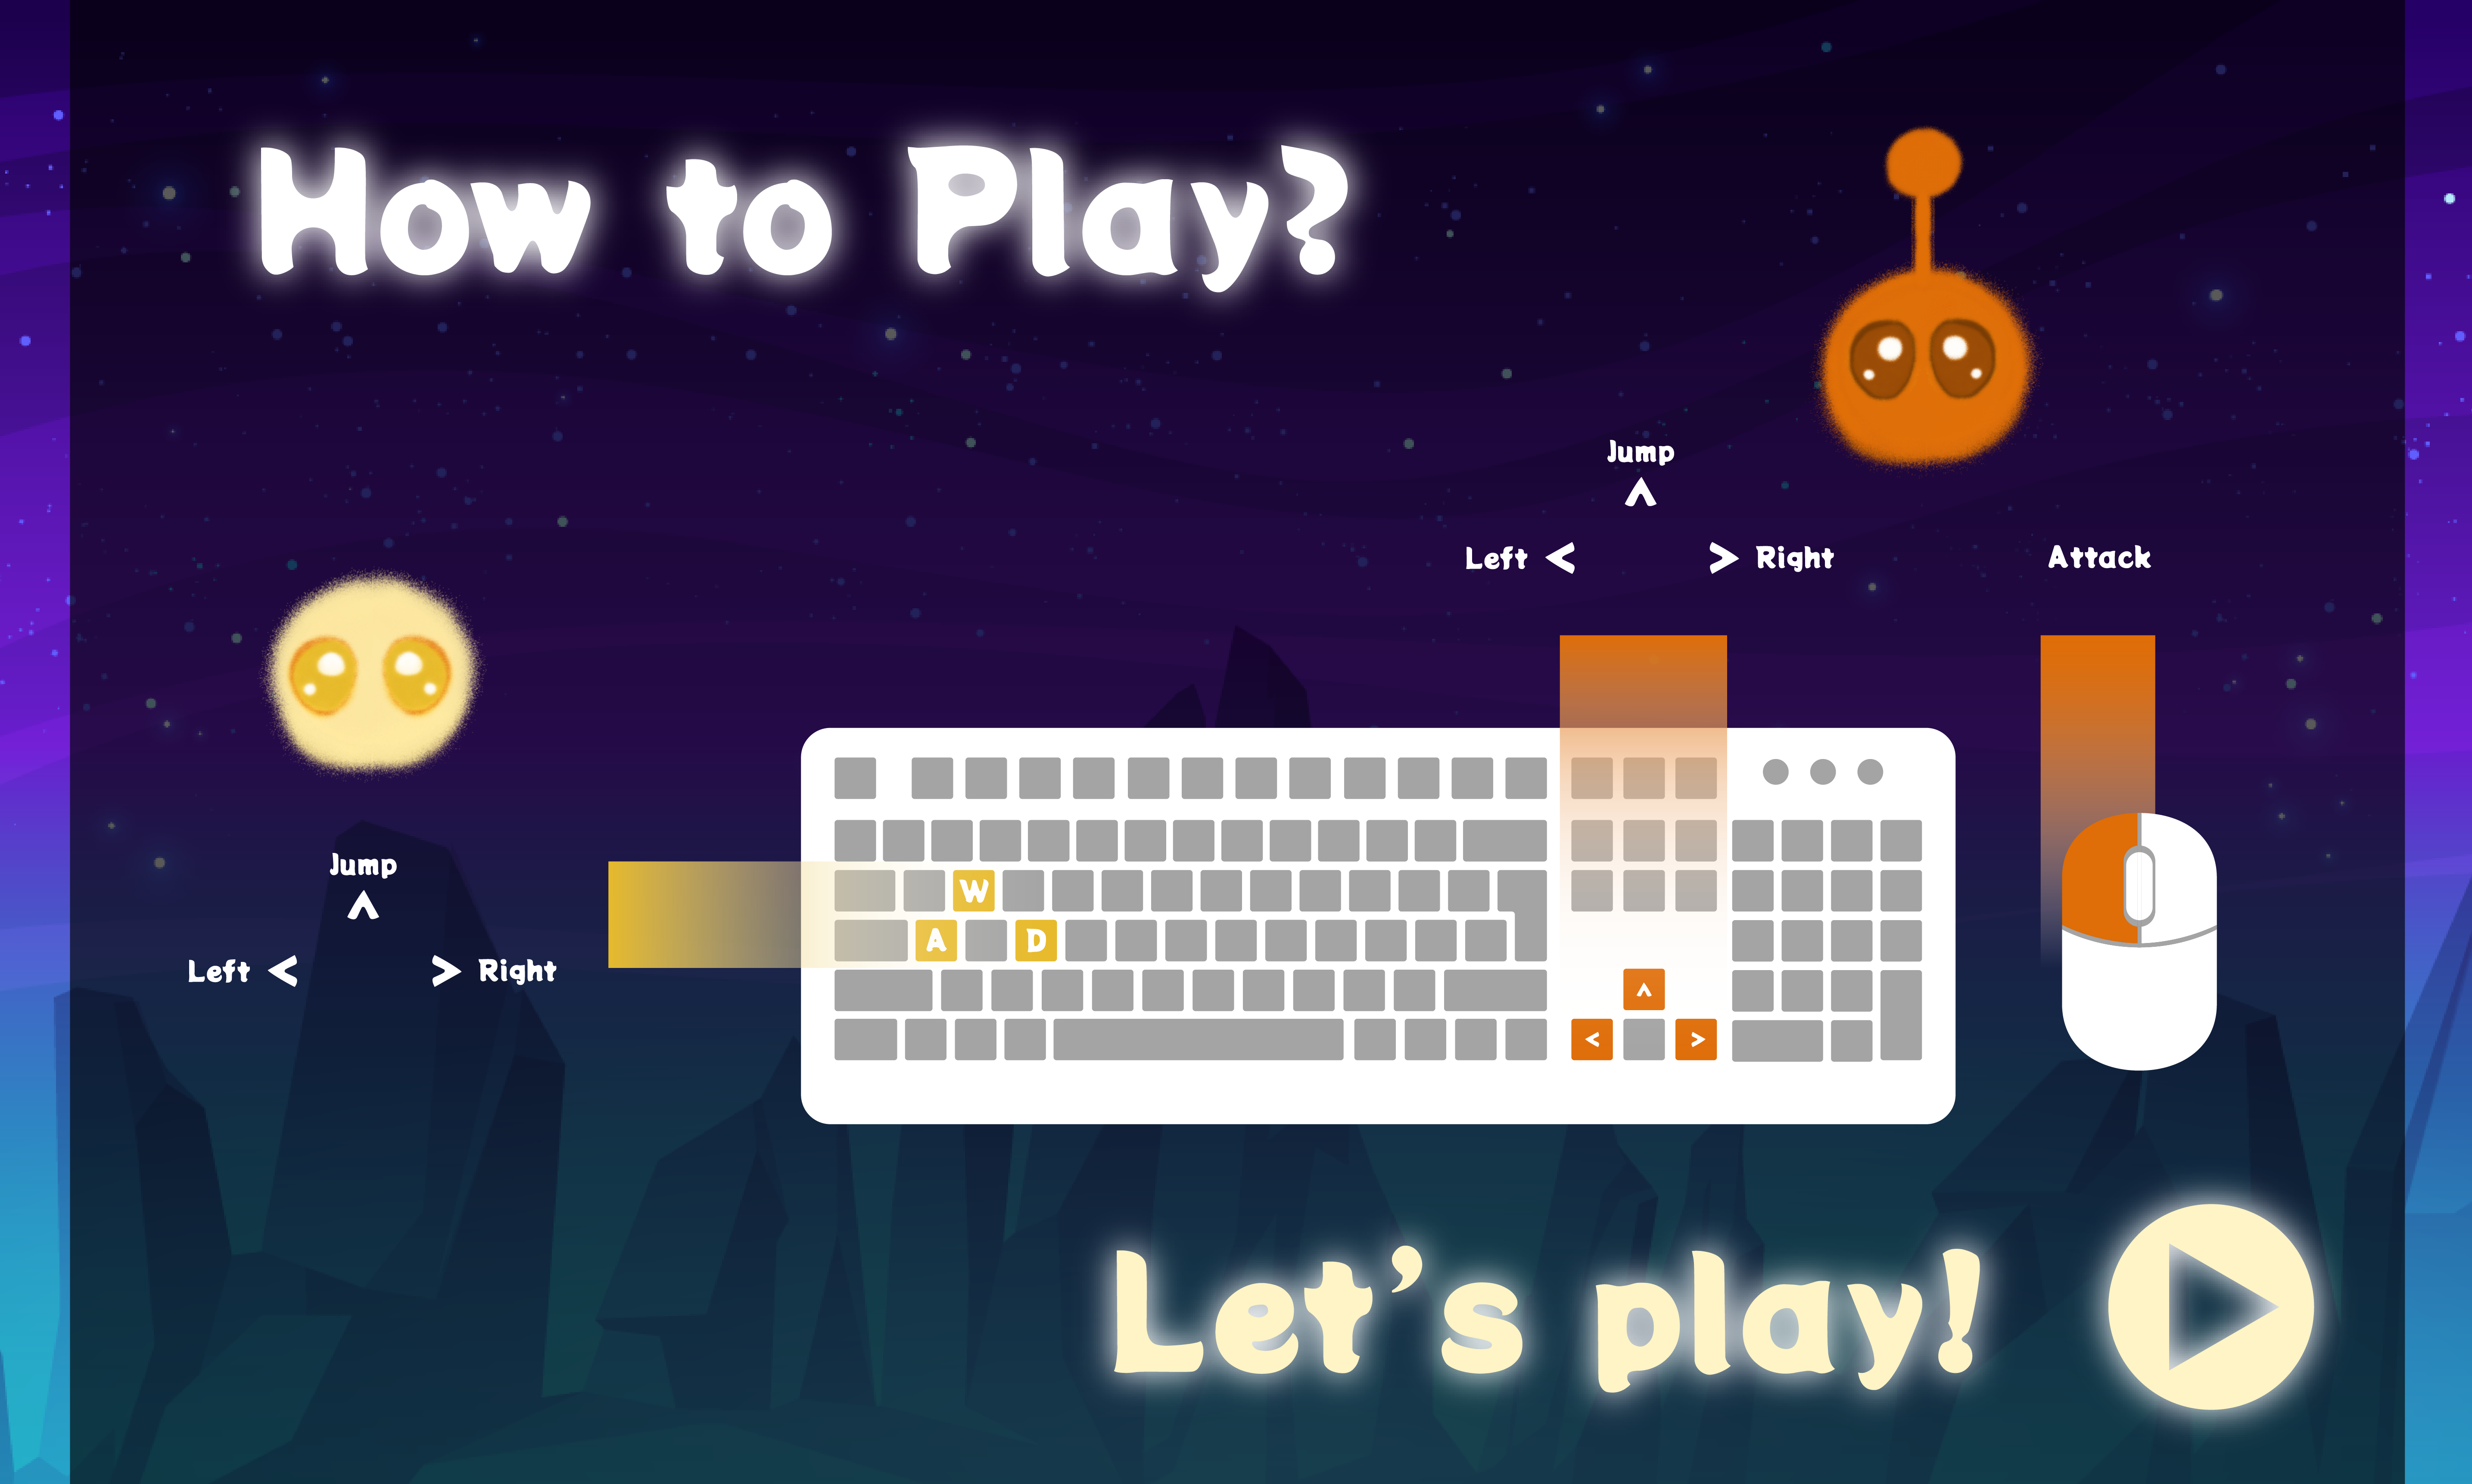 How to Play?
Jump
^
Left < > Right
Attack
Jump
^
Left < > Right
W
A D
^
< >
Let's play!